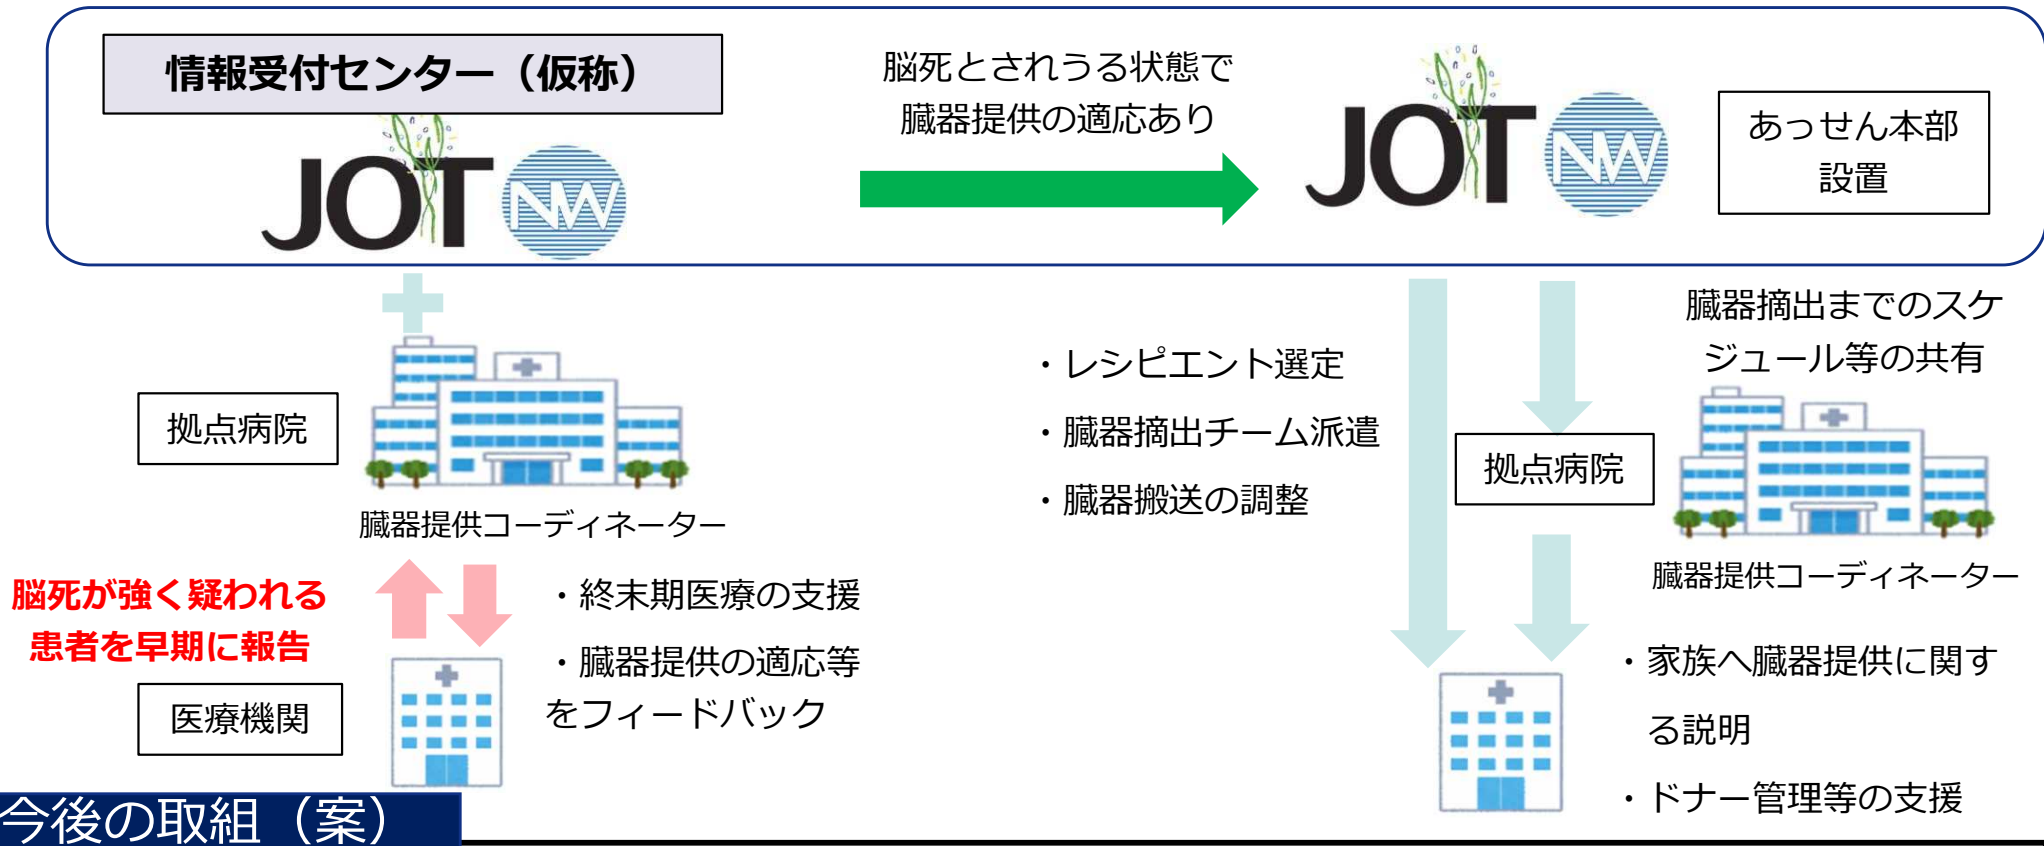 情報受付センター（仮称）
JOT NW
脳死とされうる状態で
臓器提供の適応あり
JOT NW
あっせん本部
設置
拠点病院
臓器提供コーディネーター
脳死が強く疑われる
患者を早期に報告
医療機関
・終末期医療の支援
・臓器提供の適応等
をフィードバック
・レシピエント選定
・臓器摘出チーム派遣
・臓器搬送の調整
臓器摘出までのスケ
ジュール等の共有
拠点病院
臓器提供コーディネーター
・家族へ臓器提供に関す
る説明
・ドナー管理等の支援
今後の取組（案）